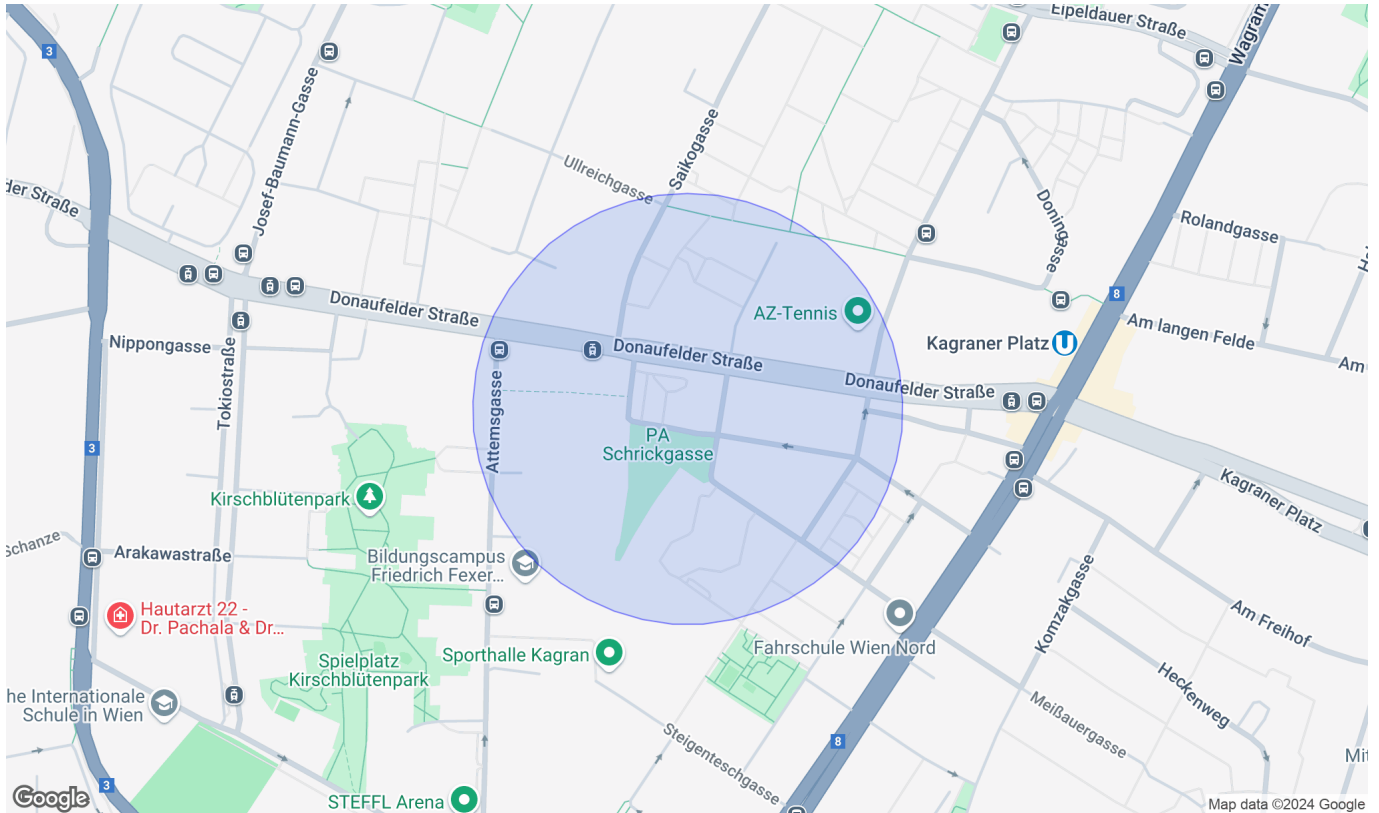 Eipeldauer Straße
Wagram
3
Josef-Baumann-Gasse
Saikogasse
Ullreichgasse
Doningasse
Rolandgasse
der Straße
8
Donaufelder Straße
AZ-Tennis
Am langen Felde
Kagraner Platz
U
Nippongasse
Donaufelder Straße
Am
Tokiostraße
Attemsgasse
Donaufelder Straße
3
PA
Schrickgasse
Kirschblütenpark
Kagraner Platz
Schanze
Arakawastraße
Bildungscampus
Friedrich Fexer...
Hautarzt 22 -
Dr. Pachala & Dr...
Komzakgasse
Am Freihof
Sporthalle Kagran
Fahrschule Wien Nord
Spielplatz
Kirschblütenpark
Heckenweg
he Internationale
Schule in Wien
Meißauergasse
Steigenteschgasse
8
Mit
3
Google
STEFFL Arena
Map data ©2024 Google